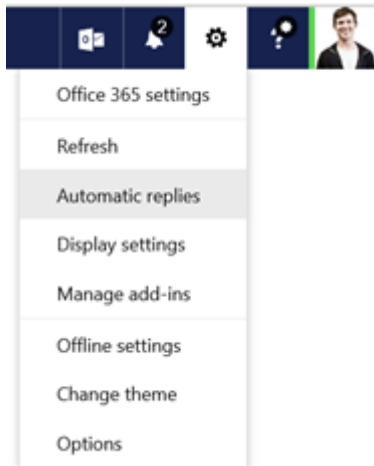 2
Office 365 settings
Refresh
Automatic replies
Display settings
Manage add-ins
Offline settings
Change theme
Options